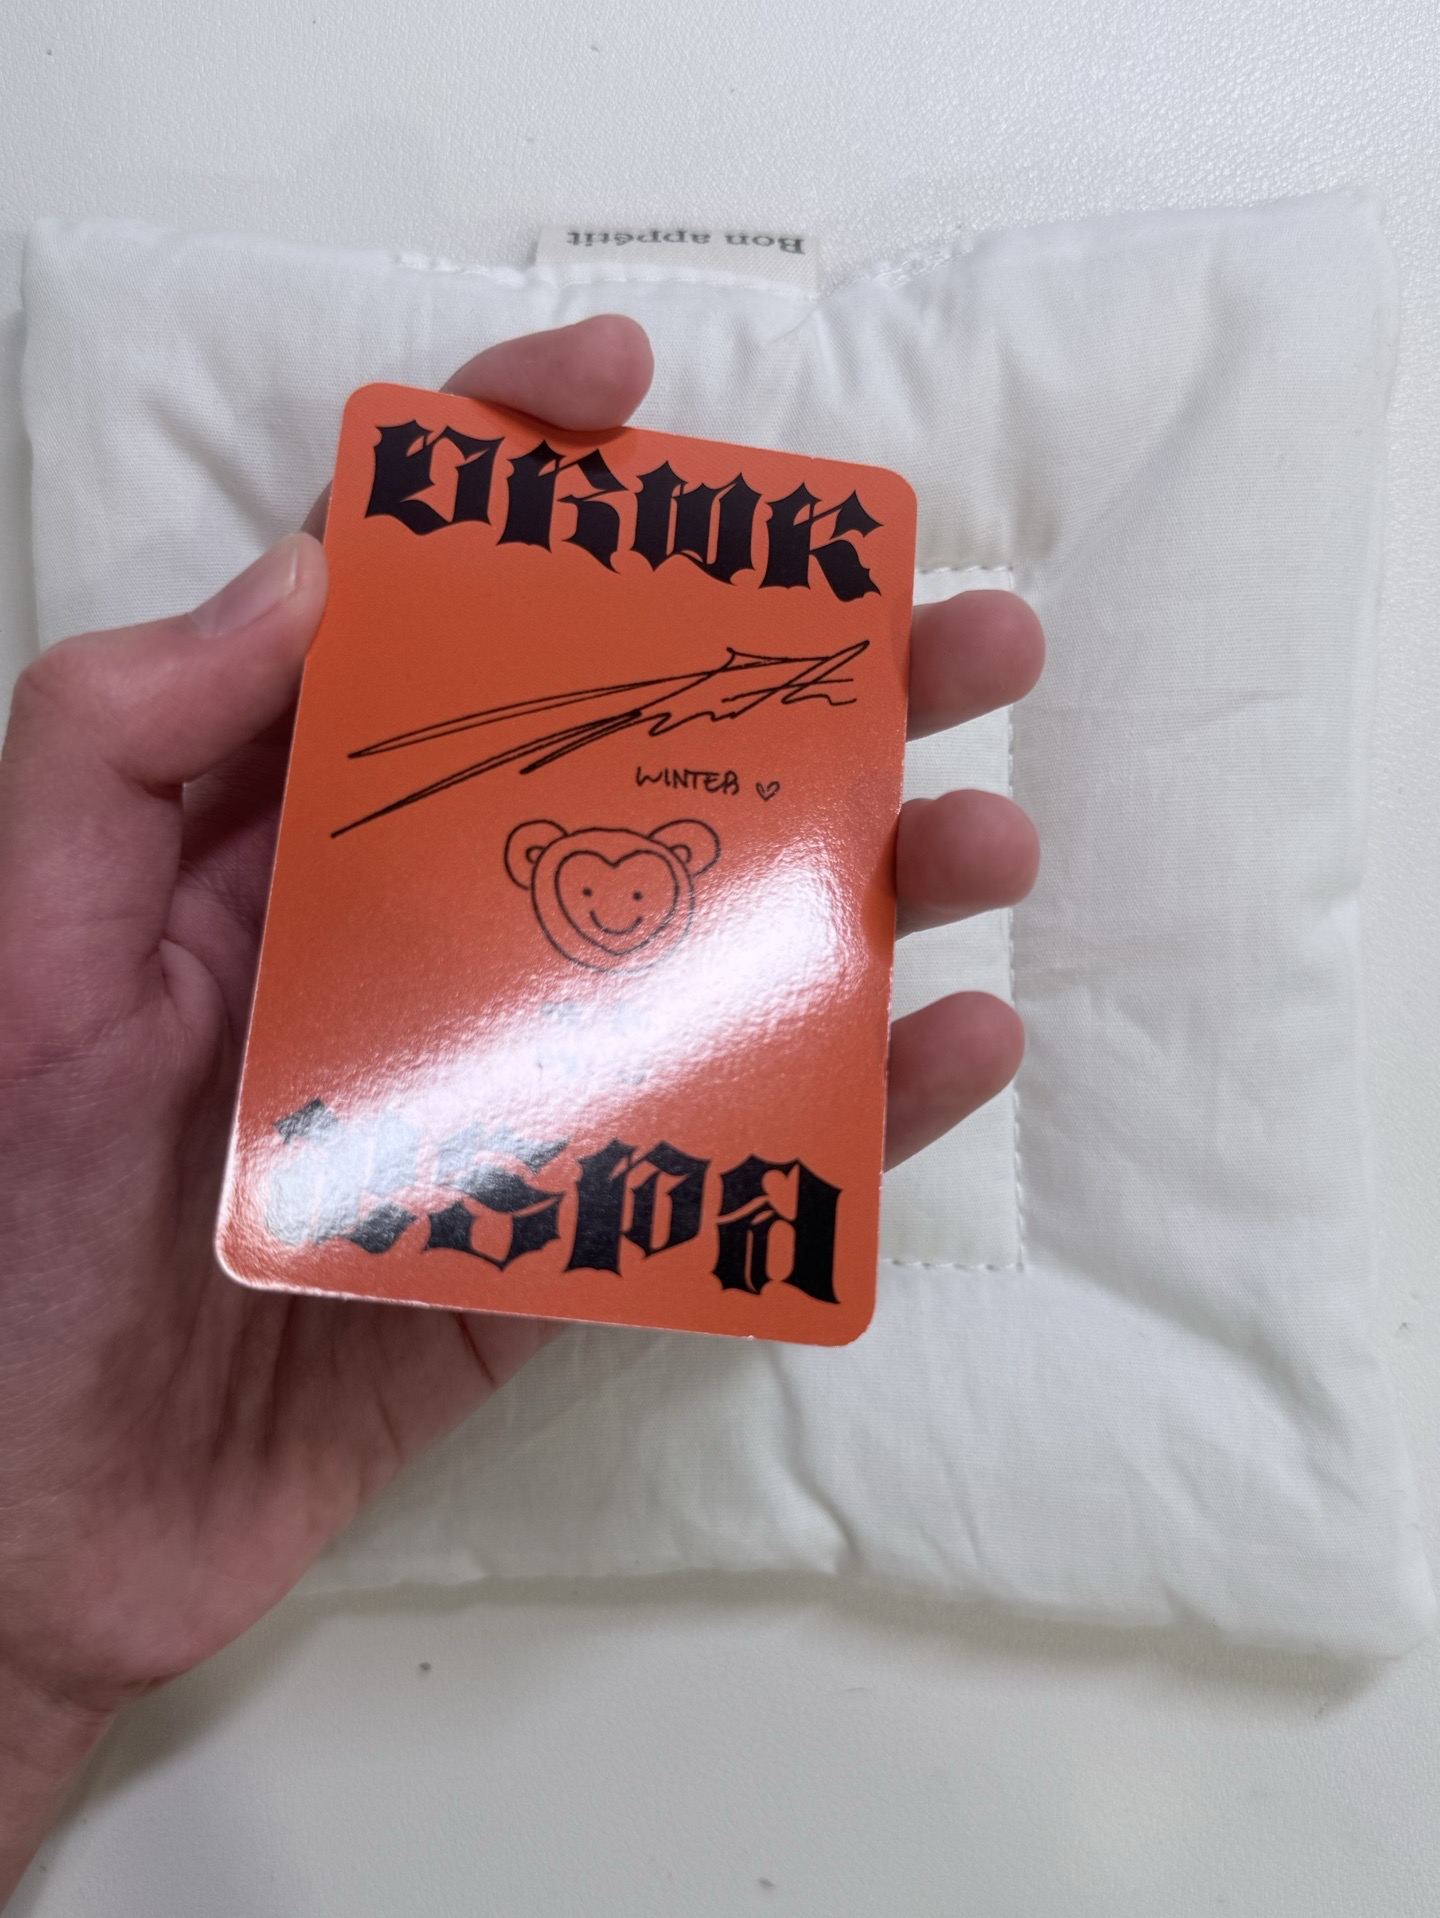 Bon appétit
DRWK
WINTER ♡
aespa